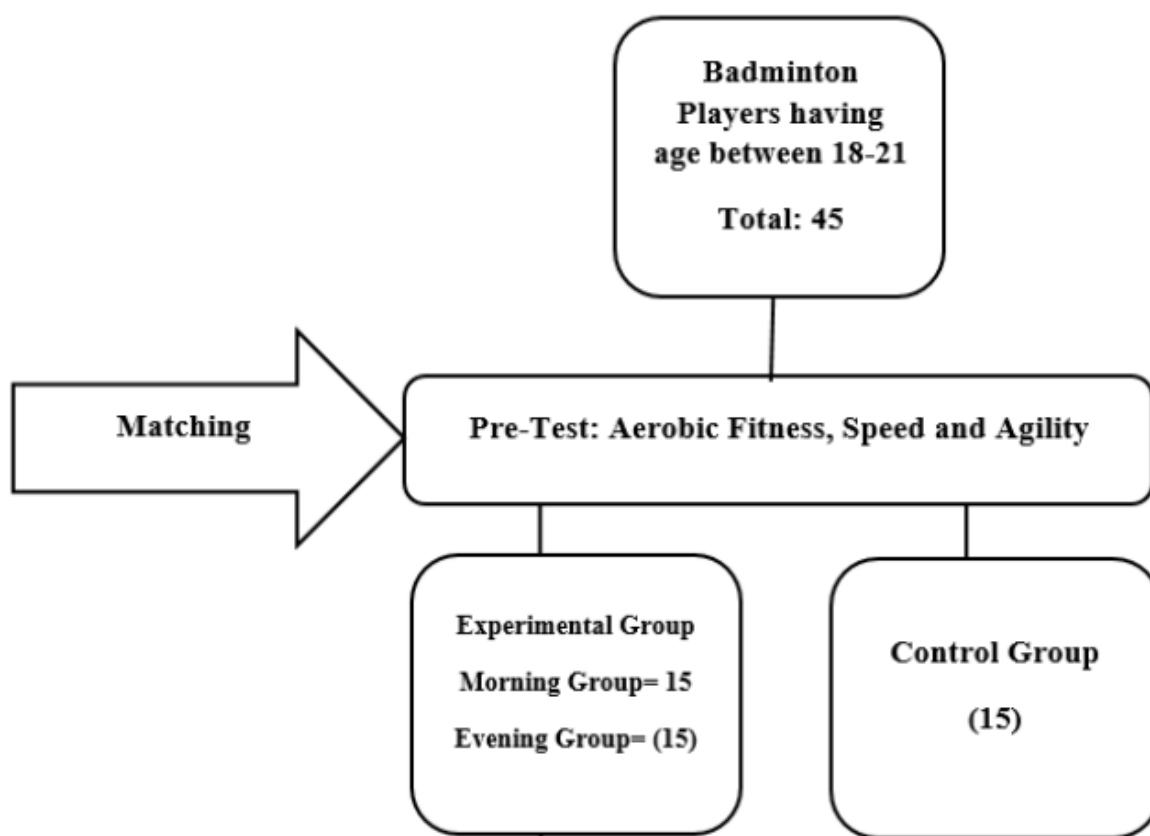 Badminton
Players having
age between 18-21
Total: 45
Matching
Pre-Test: Aerobic Fitness, Speed and Agility
Experimental Group
Morning Group= 15
Evening Group= (15)
Control Group
(15)